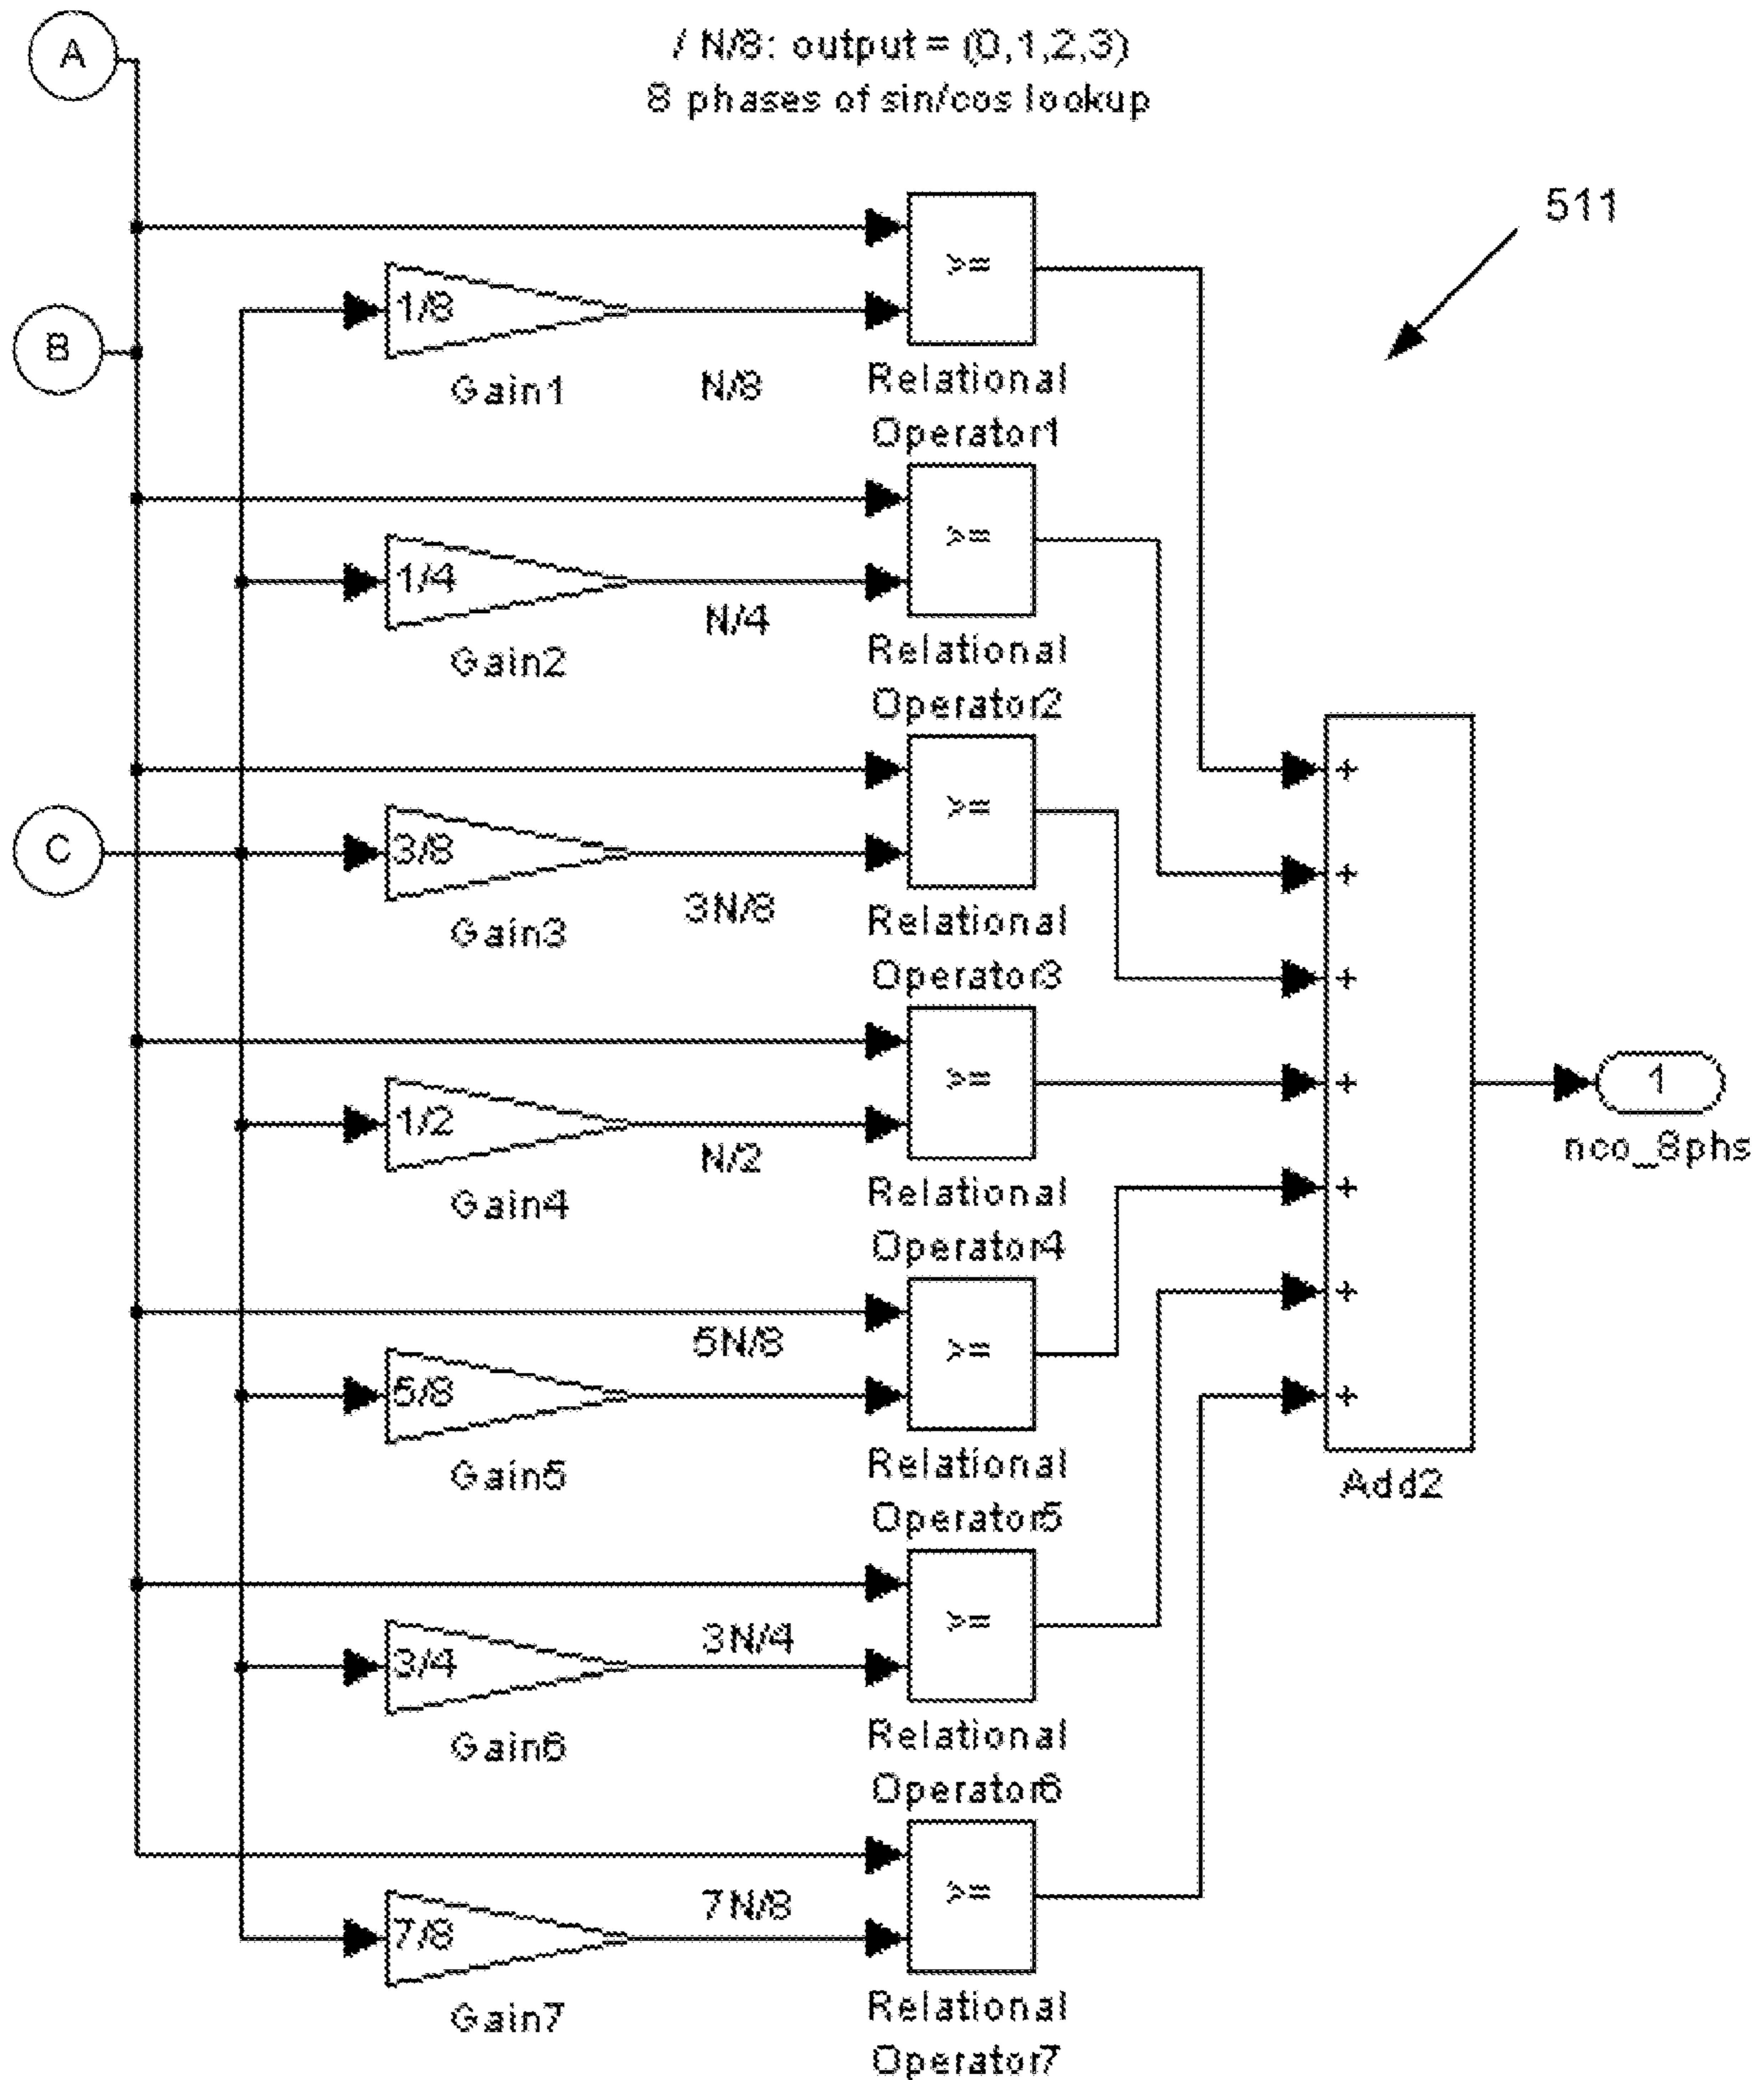 A
/ N/8: output = (0,1,2,3)
8 phases of sin/cos lookup
511
>=
1/8
B
Gain1
N/8
Relational
Operator1
>=
1/4
N/4
Gain2
Relational
Operator2
+
>=
C
3/8
+
3N/8
Gain3
Relational
Operator3
+
>=
+
1
1/2
nco_8phs
N/2
Gain4
Relational
Operator4
+
+
5N/8
>=
5/8
+
Gain5
Relational
Operator5
Add2
>=
3N/4
3/4
Gain6
Relational
Operator6
>=
7N/8
7/8
Gain7
Relational
Operator7